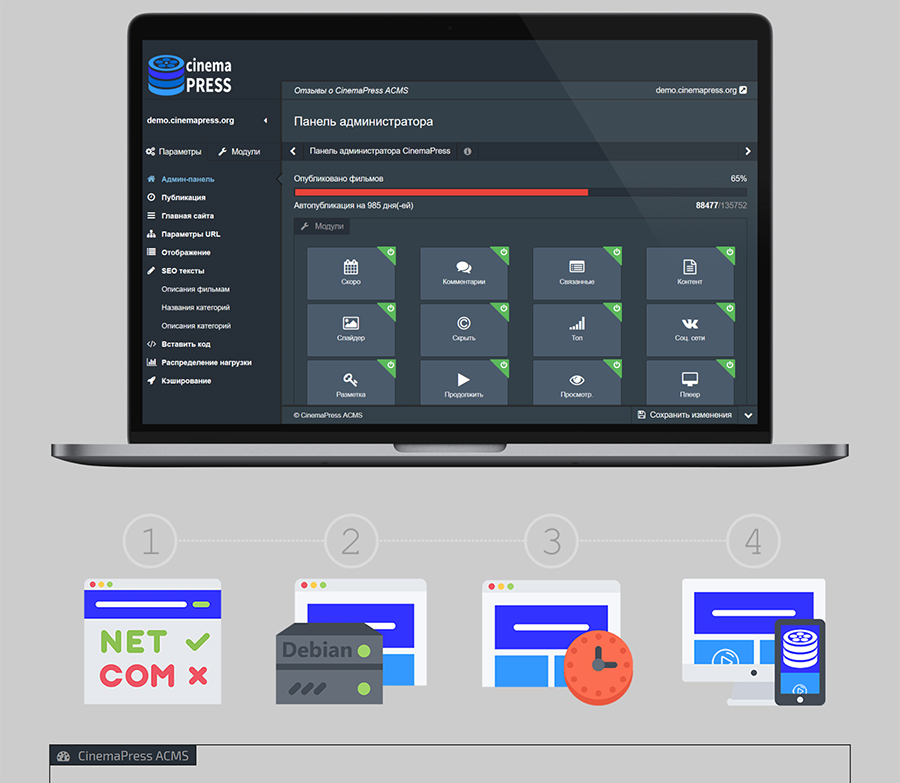 cinema
PRESS
Отзывы о CinemaPress ACMS
demo.cinemapress.org
demo.cinemapress.org
Панель администратора
Параметры
Модули
Панель администратора CinemaPress
Админ-панель
Публикация
Главная сайта
Параметры URL
Отображение
SEO тексты
Описания фильмам
Названия категорий
Описания категорий
Вставить код
Распределение нагрузки
Кэширование
Опубликовано фильмов
65%
Автопубликация на 985 дня(-ей)
88477/135752
Модули
Скоро
Комментарии
Связанные
Контент
Слайдер
Скрыть
Топ
Соц. сети
Разметка
Продолжить
Просмотр.
Плеер
© CinemaPress ACMS
Сохранить изменения
1
2
3
4
NET
COM
Debian
CinemaPress ACMS